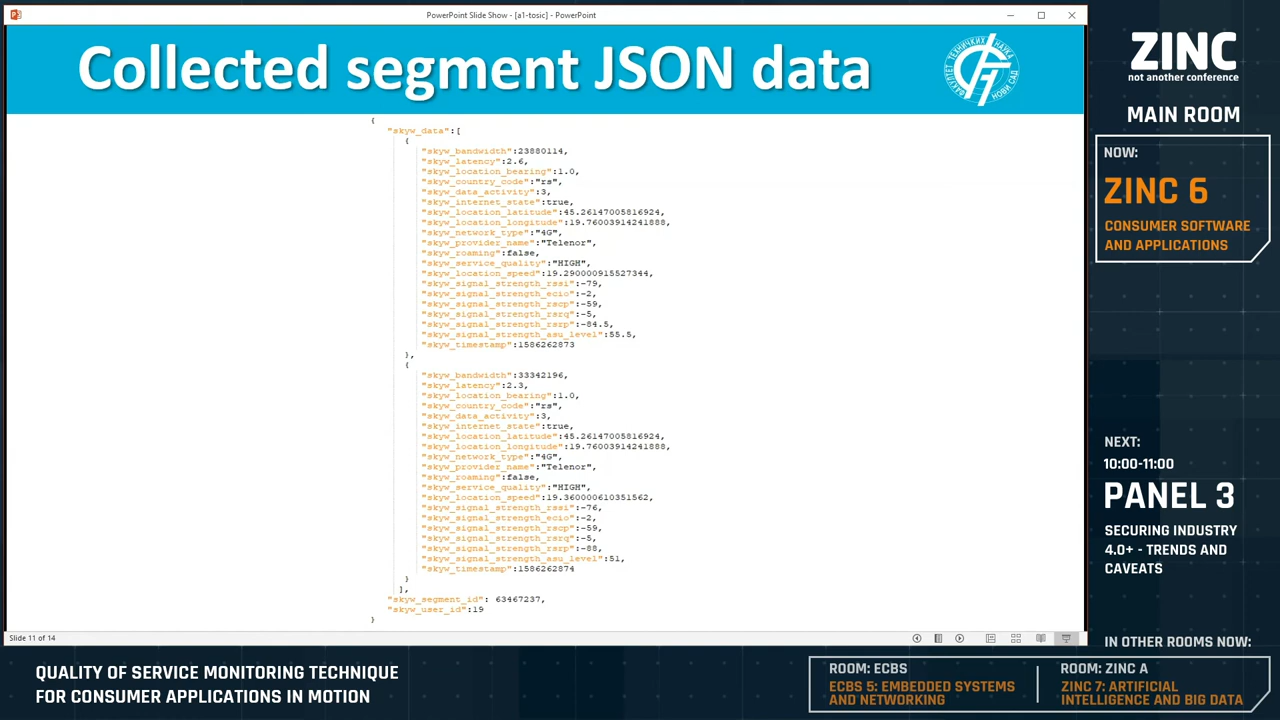 PowerPoint Slide Show - [a1-tosic] - PowerPoint
Collected segment JSON data
ФАКУЛТЕТ ТЕХНИЧКИХ НАУКА
НОВИ САД
{
"skyw_data":[
{
"skyw_bandwidth":23880114,
"skyw_latency":2.6,
"skyw_location_bearing":1.0,
"skyw_country_code":"rs",
"skyw_data_activity":3,
"skyw_internet_state":true,
"skyw_location_latitude":45.26147005816924,
"skyw_location_longitude":19.76003914241888,
"skyw_network_type":"4G",
"skyw_provider_name":"Telenor",
"skyw_roaming":false,
"skyw_service_quality":"HIGH",
"skyw_location_speed":19.290000915527344,
"skyw_signal_strength_rssi":-79,
"skyw_signal_strength_ecio":-2,
"skyw_signal_strength_rscp":-59,
"skyw_signal_strength_rsrq":-5,
"skyw_signal_strength_rsrp":-84.5,
"skyw_signal_strength_asu_level":55.5,
"skyw_timestamp":1586262873
},
{
"skyw_bandwidth":33342196,
"skyw_latency":2.3,
"skyw_location_bearing":1.0,
"skyw_country_code":"rs",
"skyw_data_activity":3,
"skyw_internet_state":true,
"skyw_location_latitude":45.26147005816924,
"skyw_location_longitude":19.76003914241888,
"skyw_network_type":"4G",
"skyw_provider_name":"Telenor",
"skyw_roaming":false,
"skyw_service_quality":"HIGH",
"skyw_location_speed":19.360000610351562,
"skyw_signal_strength_rssi":-76,
"skyw_signal_strength_ecio":-2,
"skyw_signal_strength_rscp":-59,
"skyw_signal_strength_rsrq":-5,
"skyw_signal_strength_rsrp":-88,
"skyw_signal_strength_asu_level":51,
"skyw_timestamp":1586262874
}
],
"skyw_segment_id": 63467237,
"skyw_user_id":19
}
Slide 11 of 14
ZINC
not another conference
MAIN ROOM
NOW:
ZINC 6
CONSUMER SOFTWARE
AND APPLICATIONS
NEXT:
10:00-11:00
PANEL 3
SECURING INDUSTRY
4.0+ - TRENDS AND
CAVEATS
IN OTHER ROOMS NOW:
QUALITY OF SERVICE MONITORING TECHNIQUE
FOR CONSUMER APPLICATIONS IN MOTION
ROOM: ECBS
ECBS 5: EMBEDDED SYSTEMS
AND NETWORKING
ROOM: ZINC A
ZINC 7: ARTIFICIAL
INTELLIGENCE AND BIG DATA